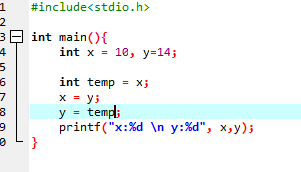 1 #include<stdio.h>
2
3 int main(){
4 int x = 10, y=14;
5
6 int temp = x;
7 x = y;
8 y = temp;
9 printf("x:%d \n y:%d", x,y);
0 }